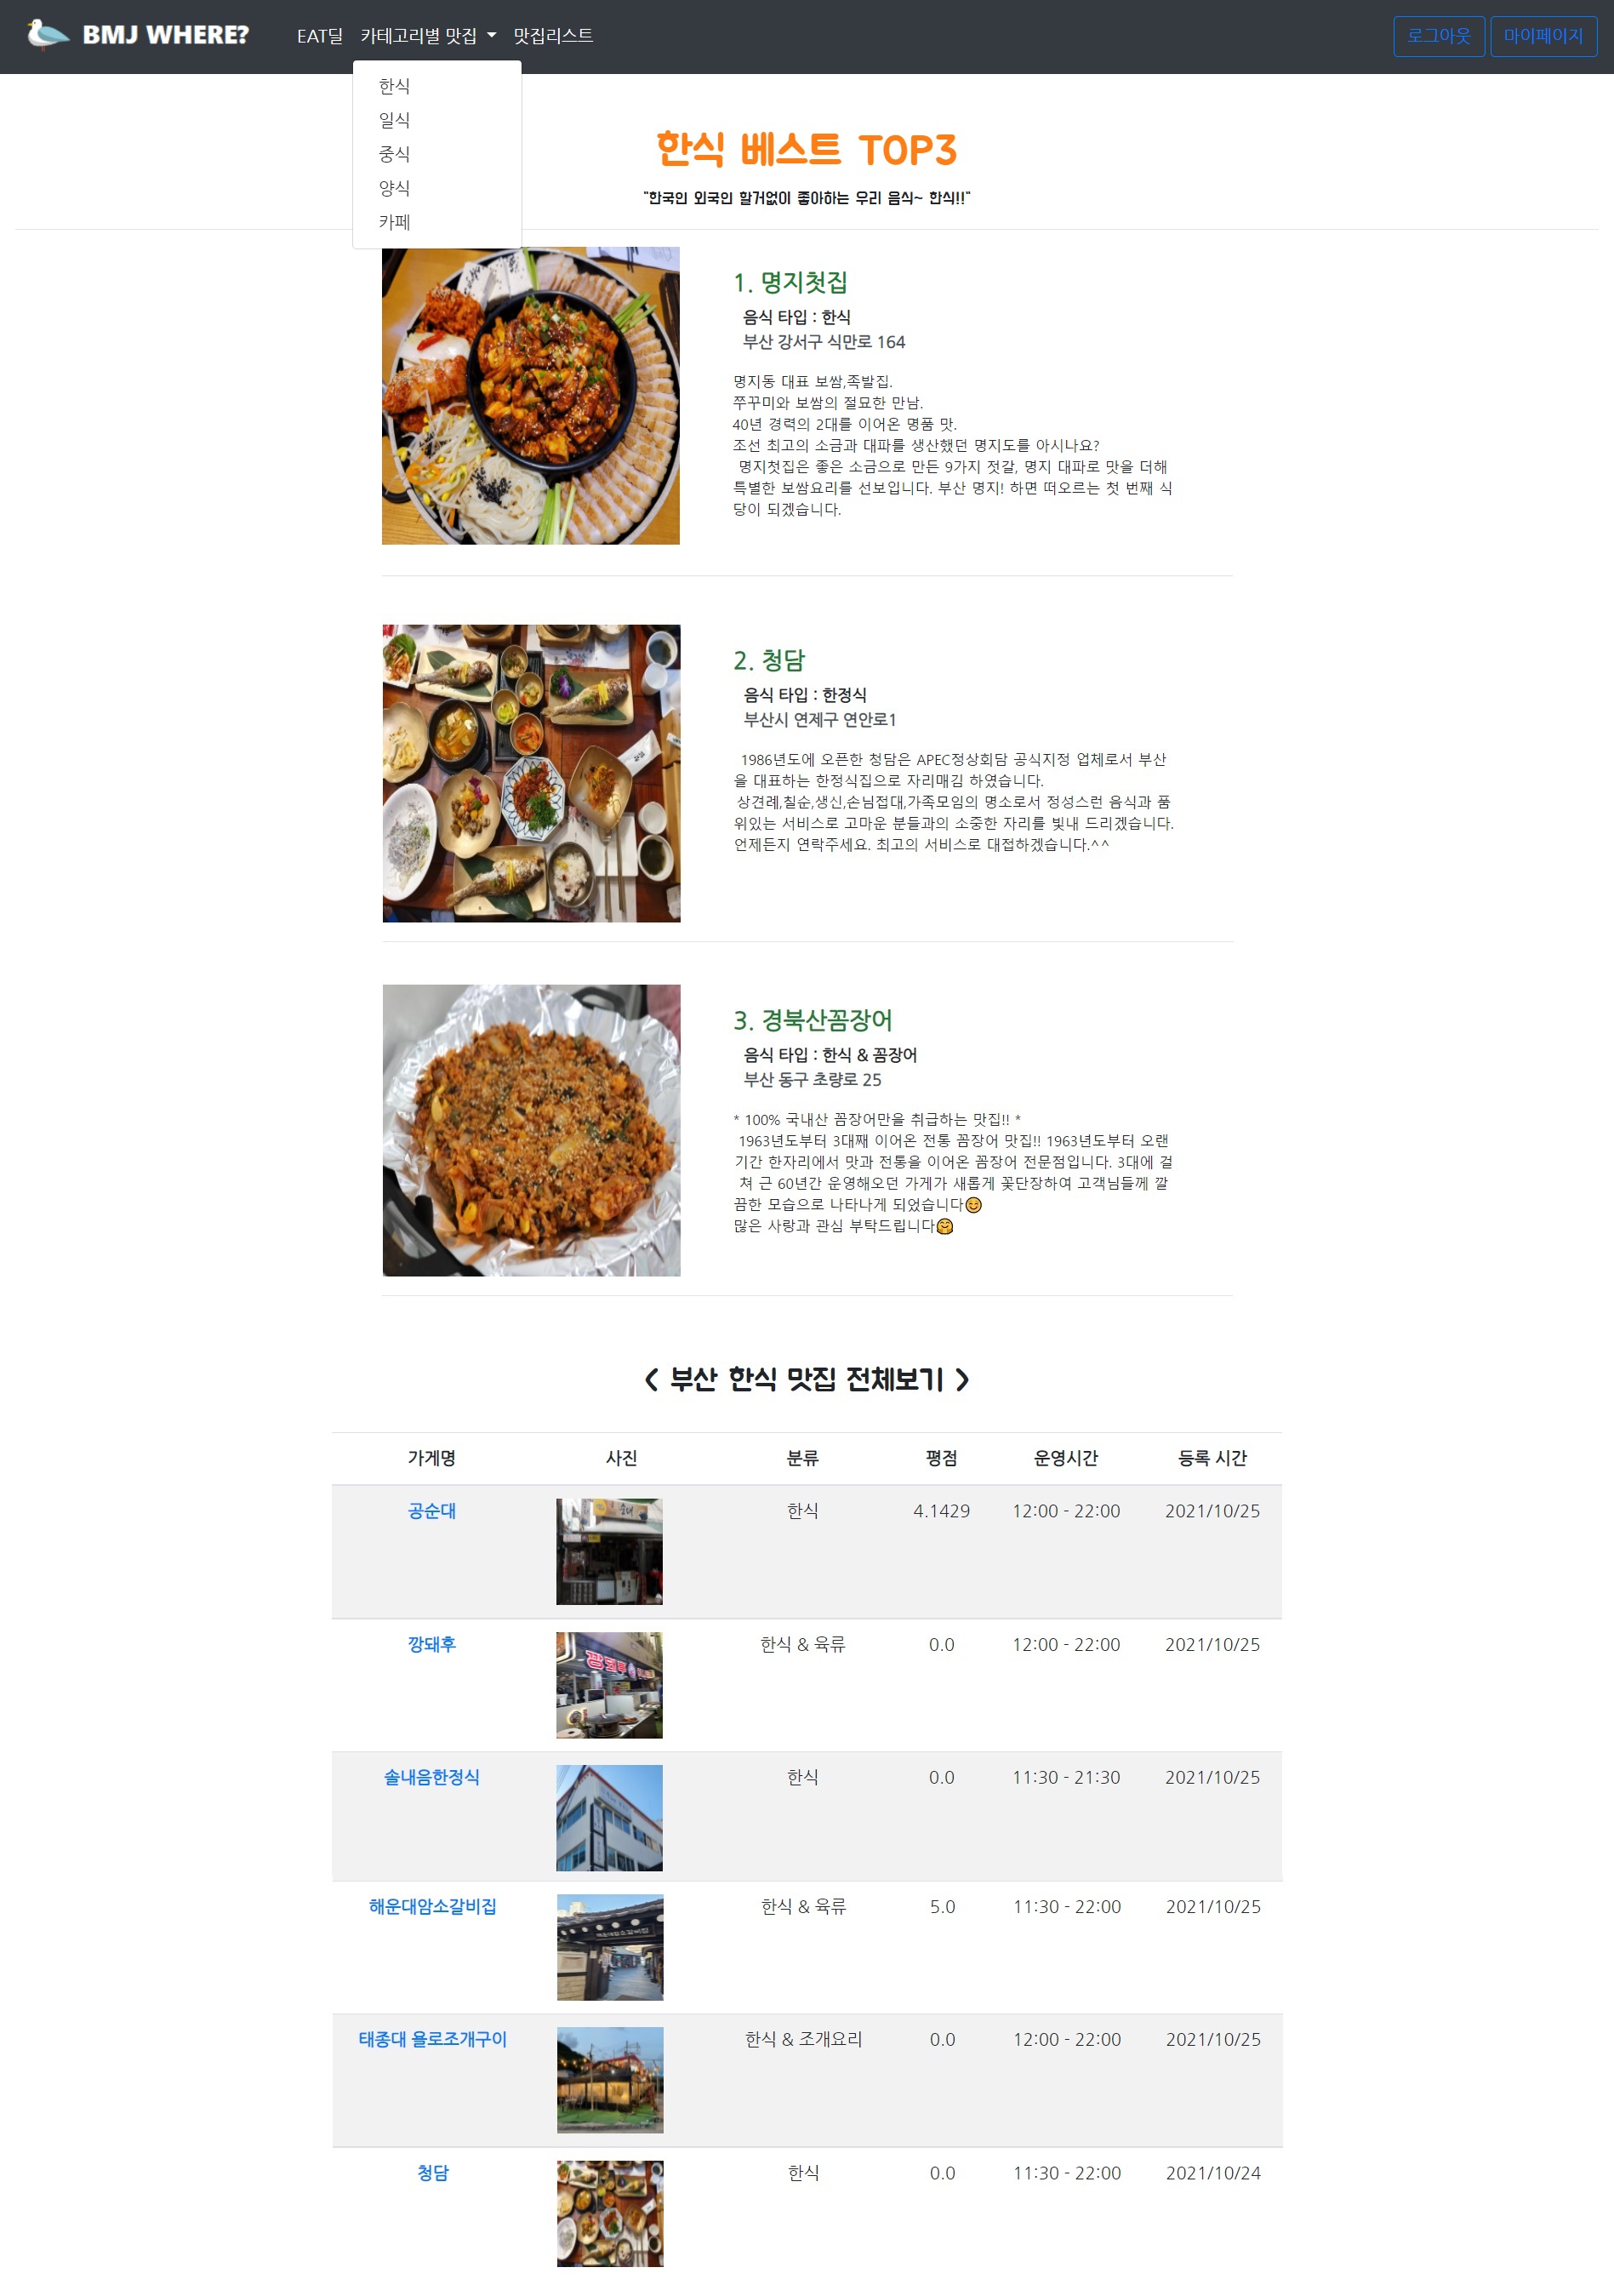 BMJ WHERE?
EAT딜
카테고리별 맛집
맛집리스트
로그아웃
마이페이지
한식
일식
중식
양식
카페
한식 베스트 TOP3
"한국인 외국인 할거없이 좋아하는 우리 음식~ 한식!!"
1. 명지첫집
음식 타입 : 한식
부산 강서구 식만로 164
명지동 대표 보쌈,족발집.
쭈꾸미와 보쌈의 절묘한 만남.
40년 경력의 2대를 이어온 명품 맛.
조선 최고의 소금과 대파를 생산했던 명지도를 아시나요?
명지첫집은 좋은 소금으로 만든 9가지 젓갈, 명지 대파로 맛을 더해
특별한 보쌈요리를 선보입니다. 부산 명지! 하면 떠오르는 첫 번째 식
당이 되겠습니다.
2. 청담
음식 타입 : 한정식
부산시 연제구 연안로1
1986년도에 오픈한 청담은 APEC정상회담 공식지정 업체로서 부산
을 대표하는 한정식집으로 자리매김 하였습니다.
상견례,칠순,생신,손님접대,가족모임의 명소로서 정성스런 음식과 품
위있는 서비스로 고마운 분들과의 소중한 자리를 빛내 드리겠습니다.
언제든지 연락주세요. 최고의 서비스로 대접하겠습니다.^^
3. 경북산꼼장어
음식 타입 : 한식 & 꼼장어
부산 동구 초량로 25
* 100% 국내산 꼼장어만을 취급하는 맛집!! *
1963년도부터 3대째 이어온 전통 꼼장어 맛집!! 1963년도부터 오랜
기간 한자리에서 맛과 전통을 이어온 꼼장어 전문점입니다. 3대에 걸
쳐 근 60년간 운영해오던 가게가 새롭게 꽃단장하여 고객님들께 깔
끔한 모습으로 나타나게 되었습니다😊
많은 사랑과 관심 부탁드립니다🤗
< 부산 한식 맛집 전체보기 >
가게명 사진 분류 평점 운영시간 등록 시간
공순대 한식 4.1429 12:00 - 22:00 2021/10/25
깡돼후 한식 & 육류 0.0 12:00 - 22:00 2021/10/25
솔내음한정식 한식 0.0 11:30 - 21:30 2021/10/25
해운대암소갈비집 한식 & 육류 5.0 11:30 - 22:00 2021/10/25
태종대 욜로조개구이 한식 & 조개요리 0.0 12:00 - 22:00 2021/10/25
청담 한식 0.0 11:30 - 22:00 2021/10/24